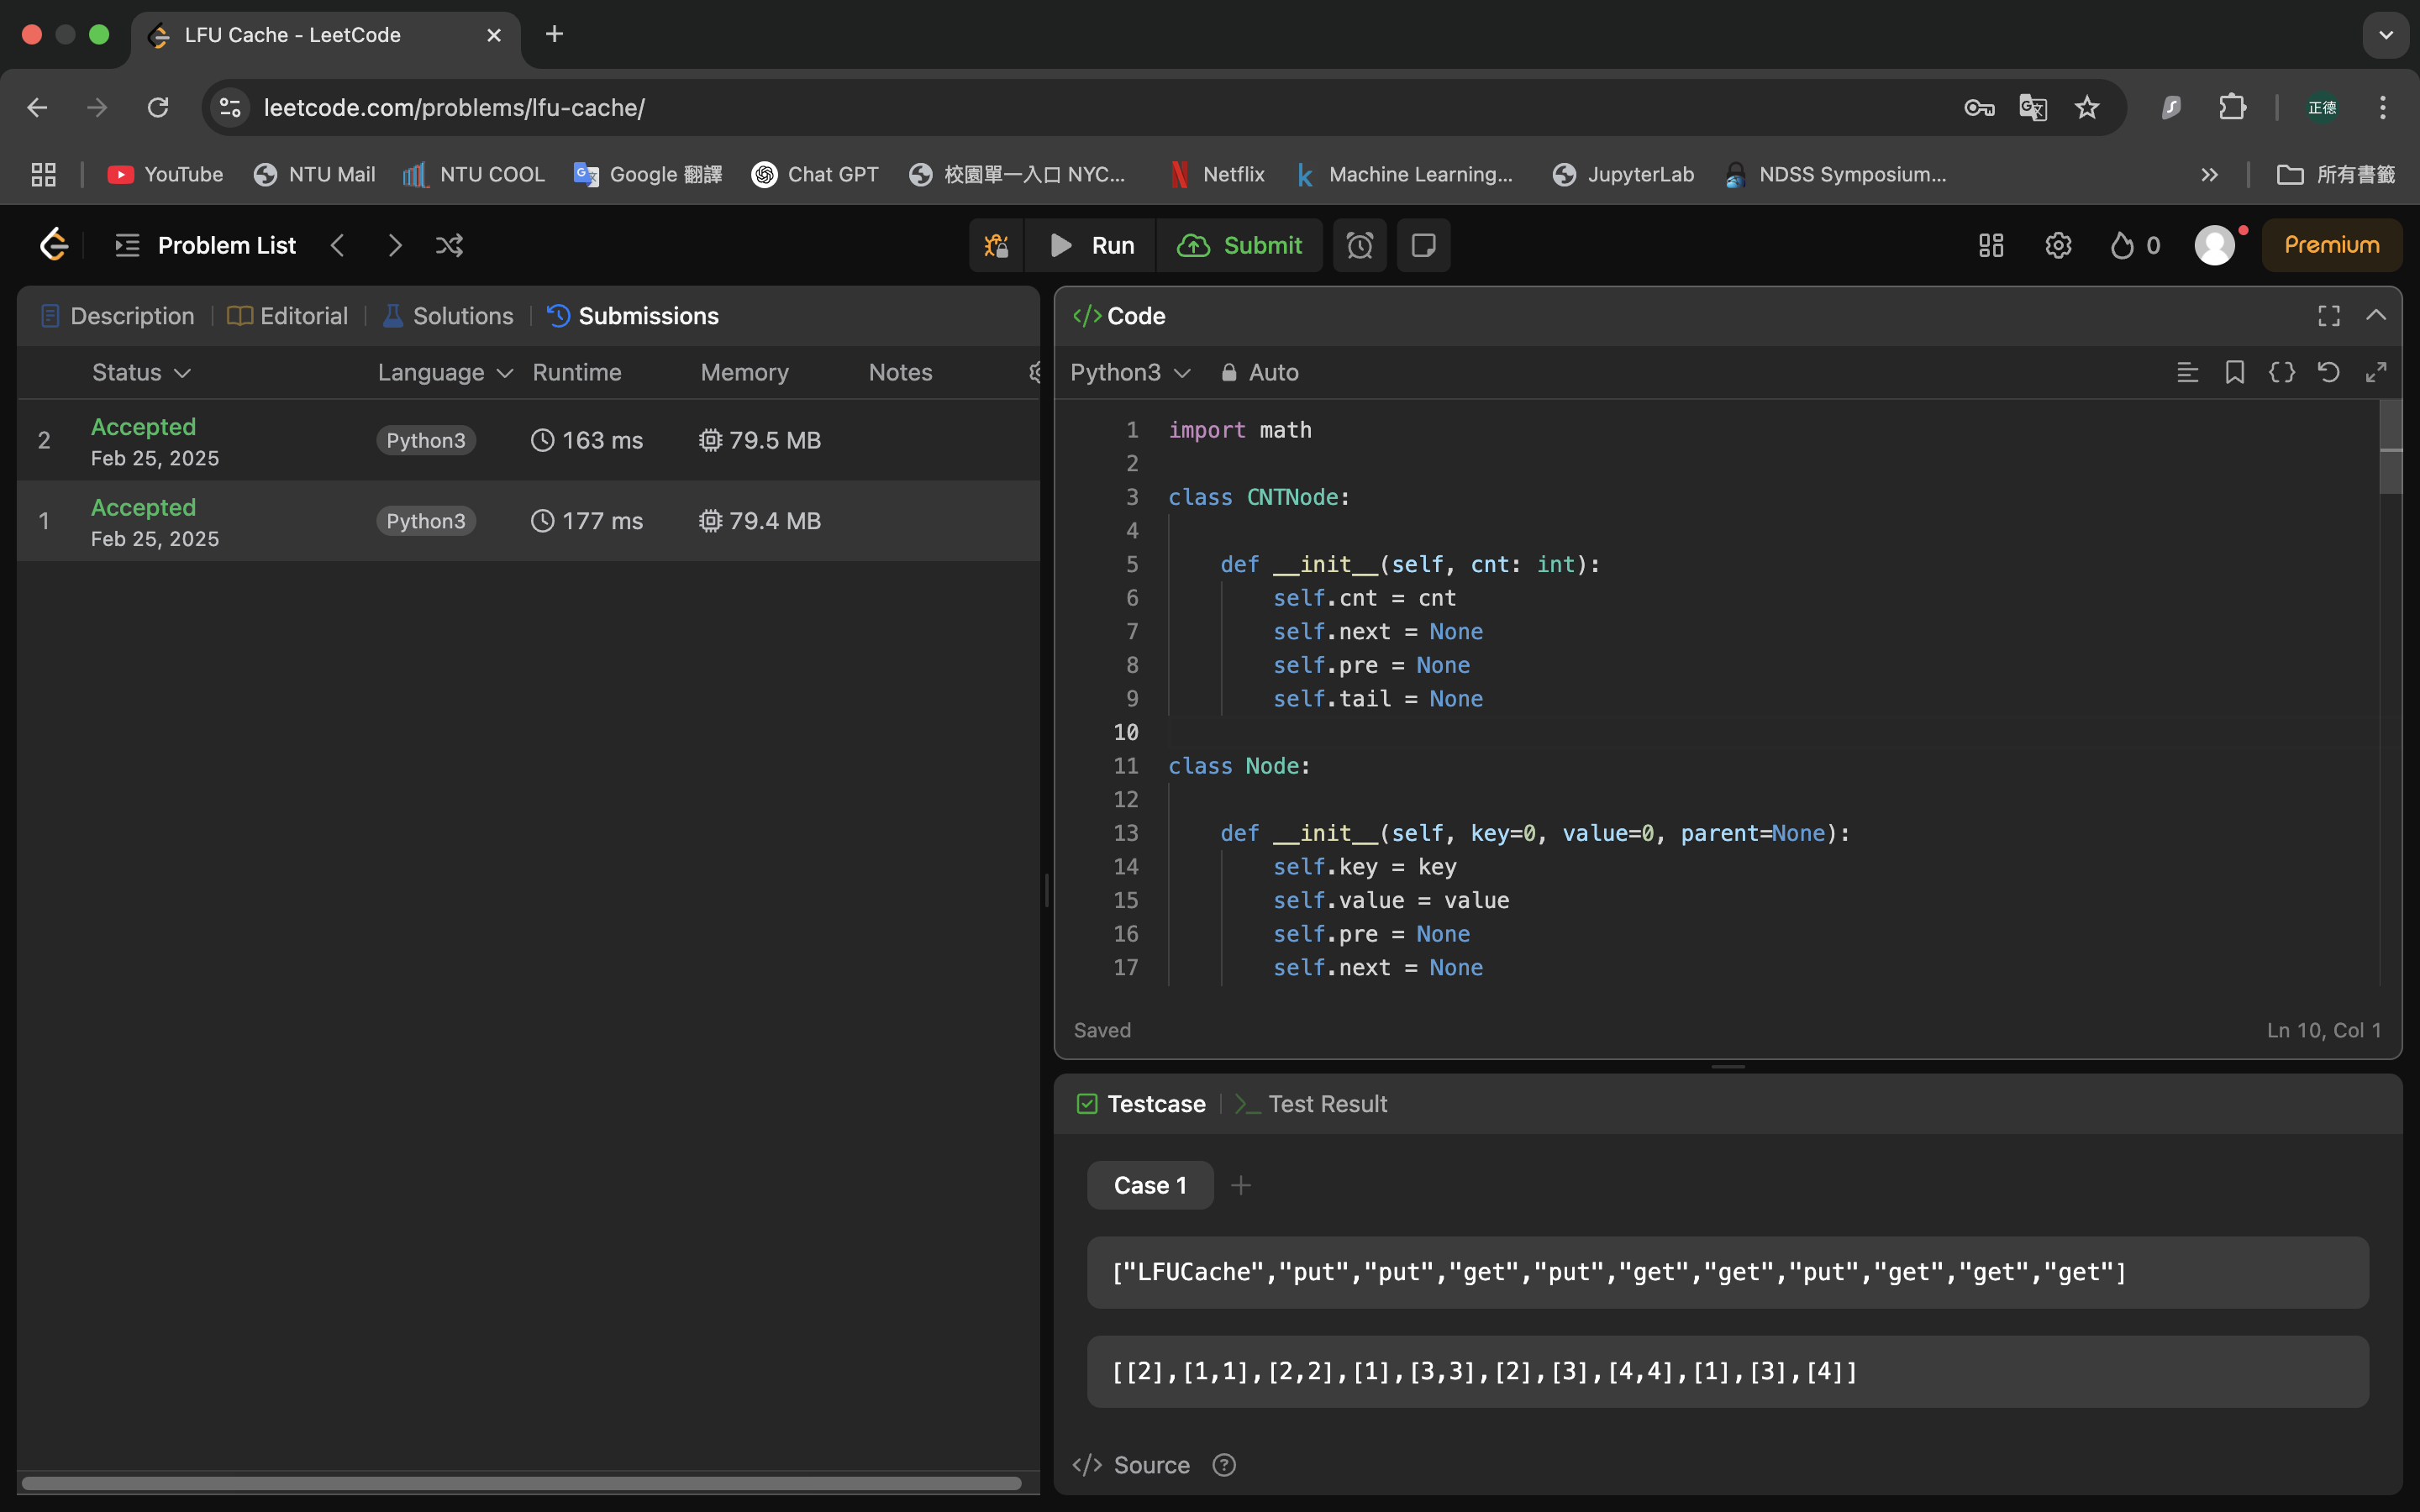 LFU Cache - LeetCode
leetcode.com/problems/lfu-cache/
正德
YouTube NTU Mail NTU COOL Google 翻譯 Chat GPT 校園單一入口 NYC... Netflix Machine Learning... JupyterLab NDSS Symposium... 所有書籤
Problem List Run Submit 0 Premium
Description Editorial Solutions Submissions
Status Language Runtime Memory Notes
2 Accepted Python3 163 ms 79.5 MB
Feb 25, 2025
1 Accepted Python3 177 ms 79.4 MB
Feb 25, 2025
</> Code
Python3 Auto
1 import math
2
3 class CNTNode:
4
5 def __init__(self, cnt: int):
6 self.cnt = cnt
7 self.next = None
8 self.pre = None
9 self.tail = None
10
11 class Node:
12
13 def __init__(self, key=0, value=0, parent=None):
14 self.key = key
15 self.value = value
16 self.pre = None
17 self.next = None
Saved Ln 10, Col 1
Testcase Test Result
Case 1
["LFUCache","put","put","get","put","get","get","put","get","get","get"]
[[2],[1,1],[2,2],[1],[3,3],[2],[3],[4,4],[1],[3],[4]]
</> Source